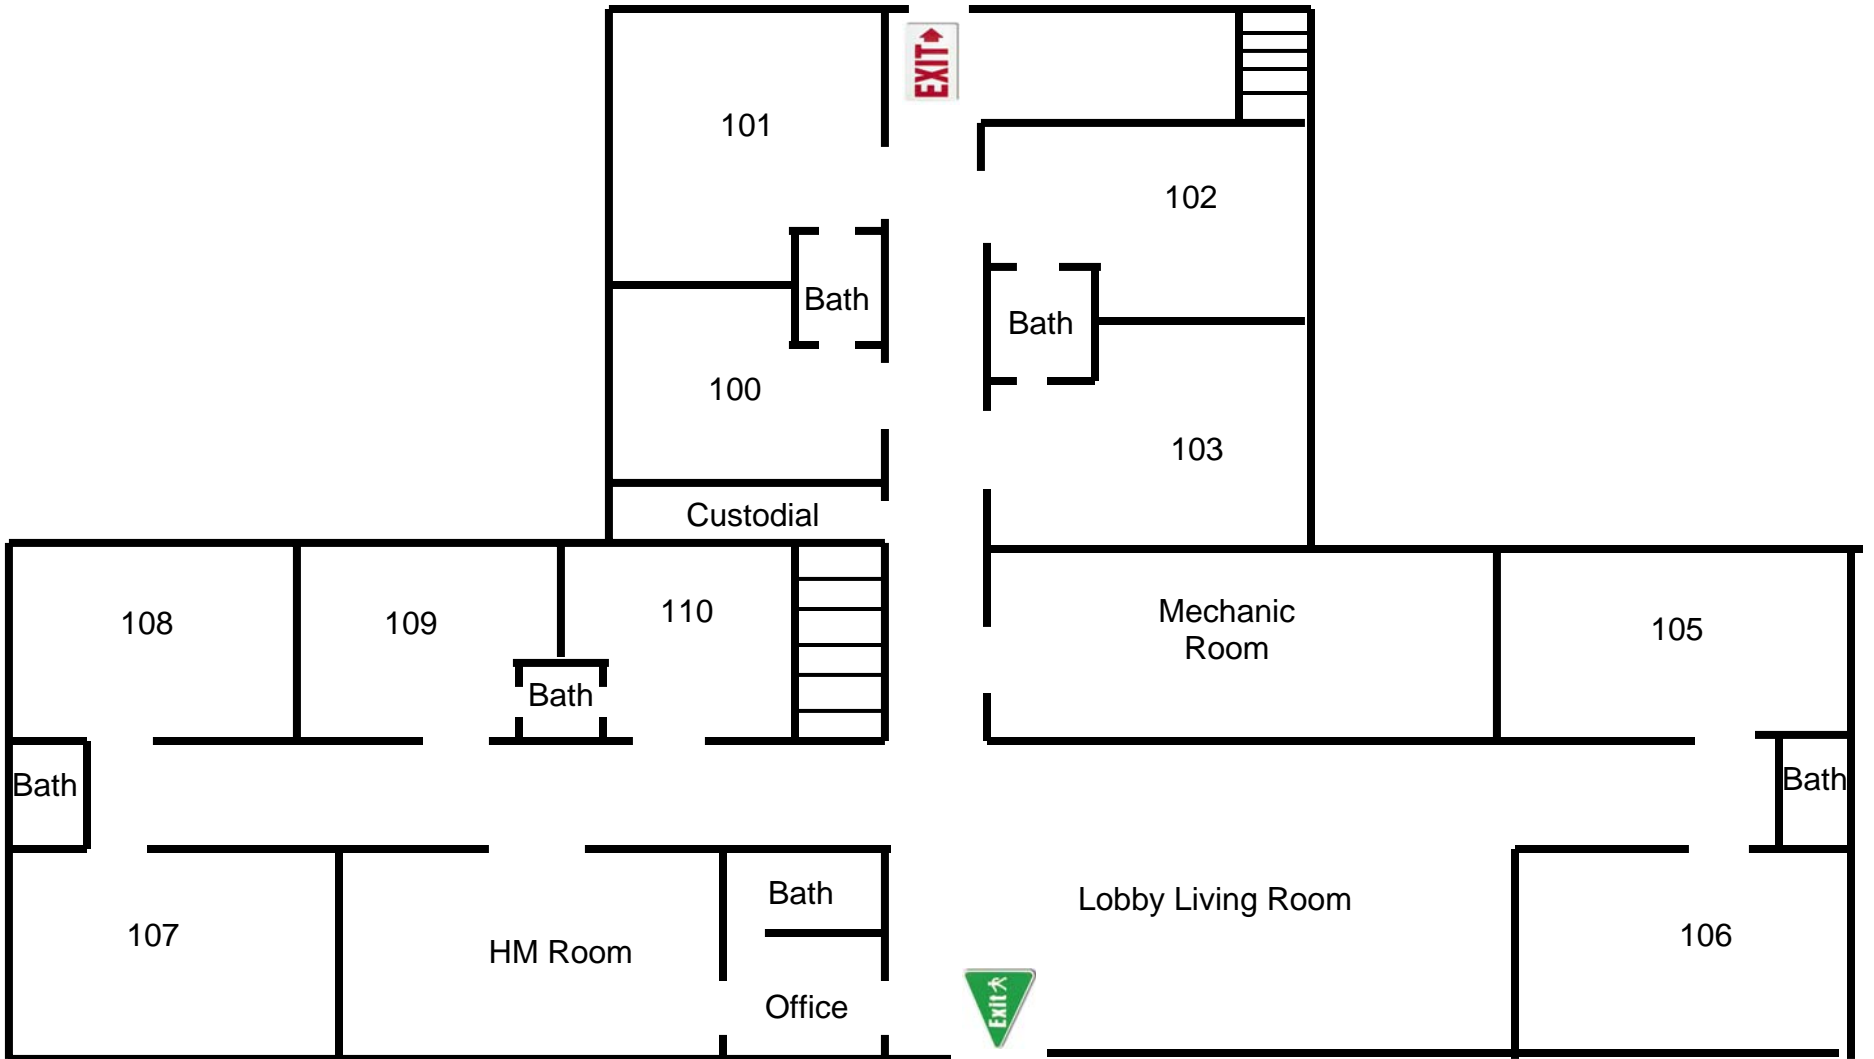 EXIT
101
102
Bath
Bath
100
103
Custodial
108
109
110
Mechanic
Room
105
Bath
Bath
Bath
Bath
Lobby Living Room
107
HM Room
106
Office
Exit